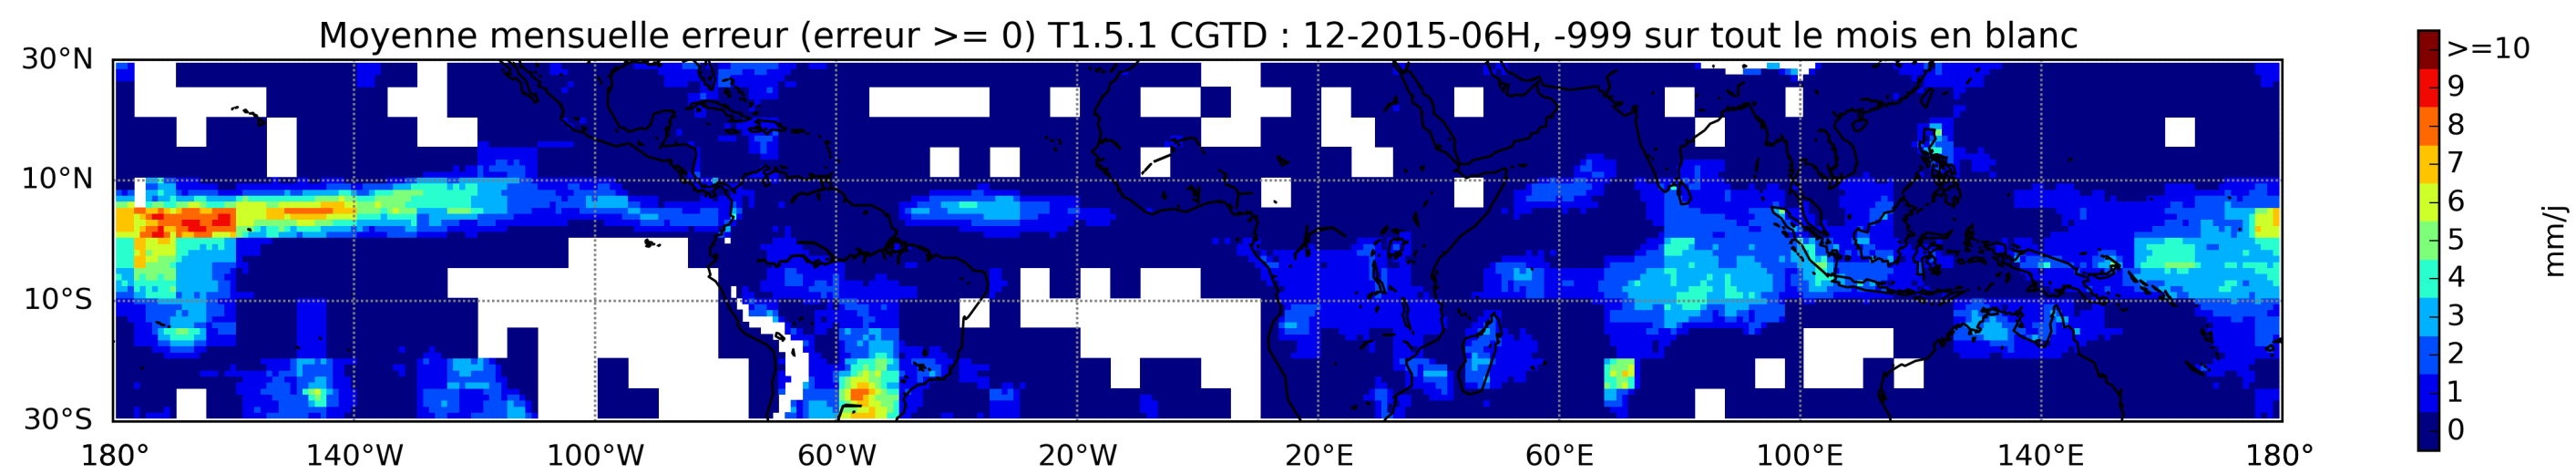 Moyenne mensuelle erreur (erreur >= 0) T1.5.1 CGTD : 12-2015-06H, -999 sur tout le mois en blanc
30°N
10°N
10°S
30°S
180° 140°W 100°W 60°W 20°W 20°E 60°E 100°E 140°E 180°
>=10
9
8
7
6
5
4
3
2
1
0
mm/j